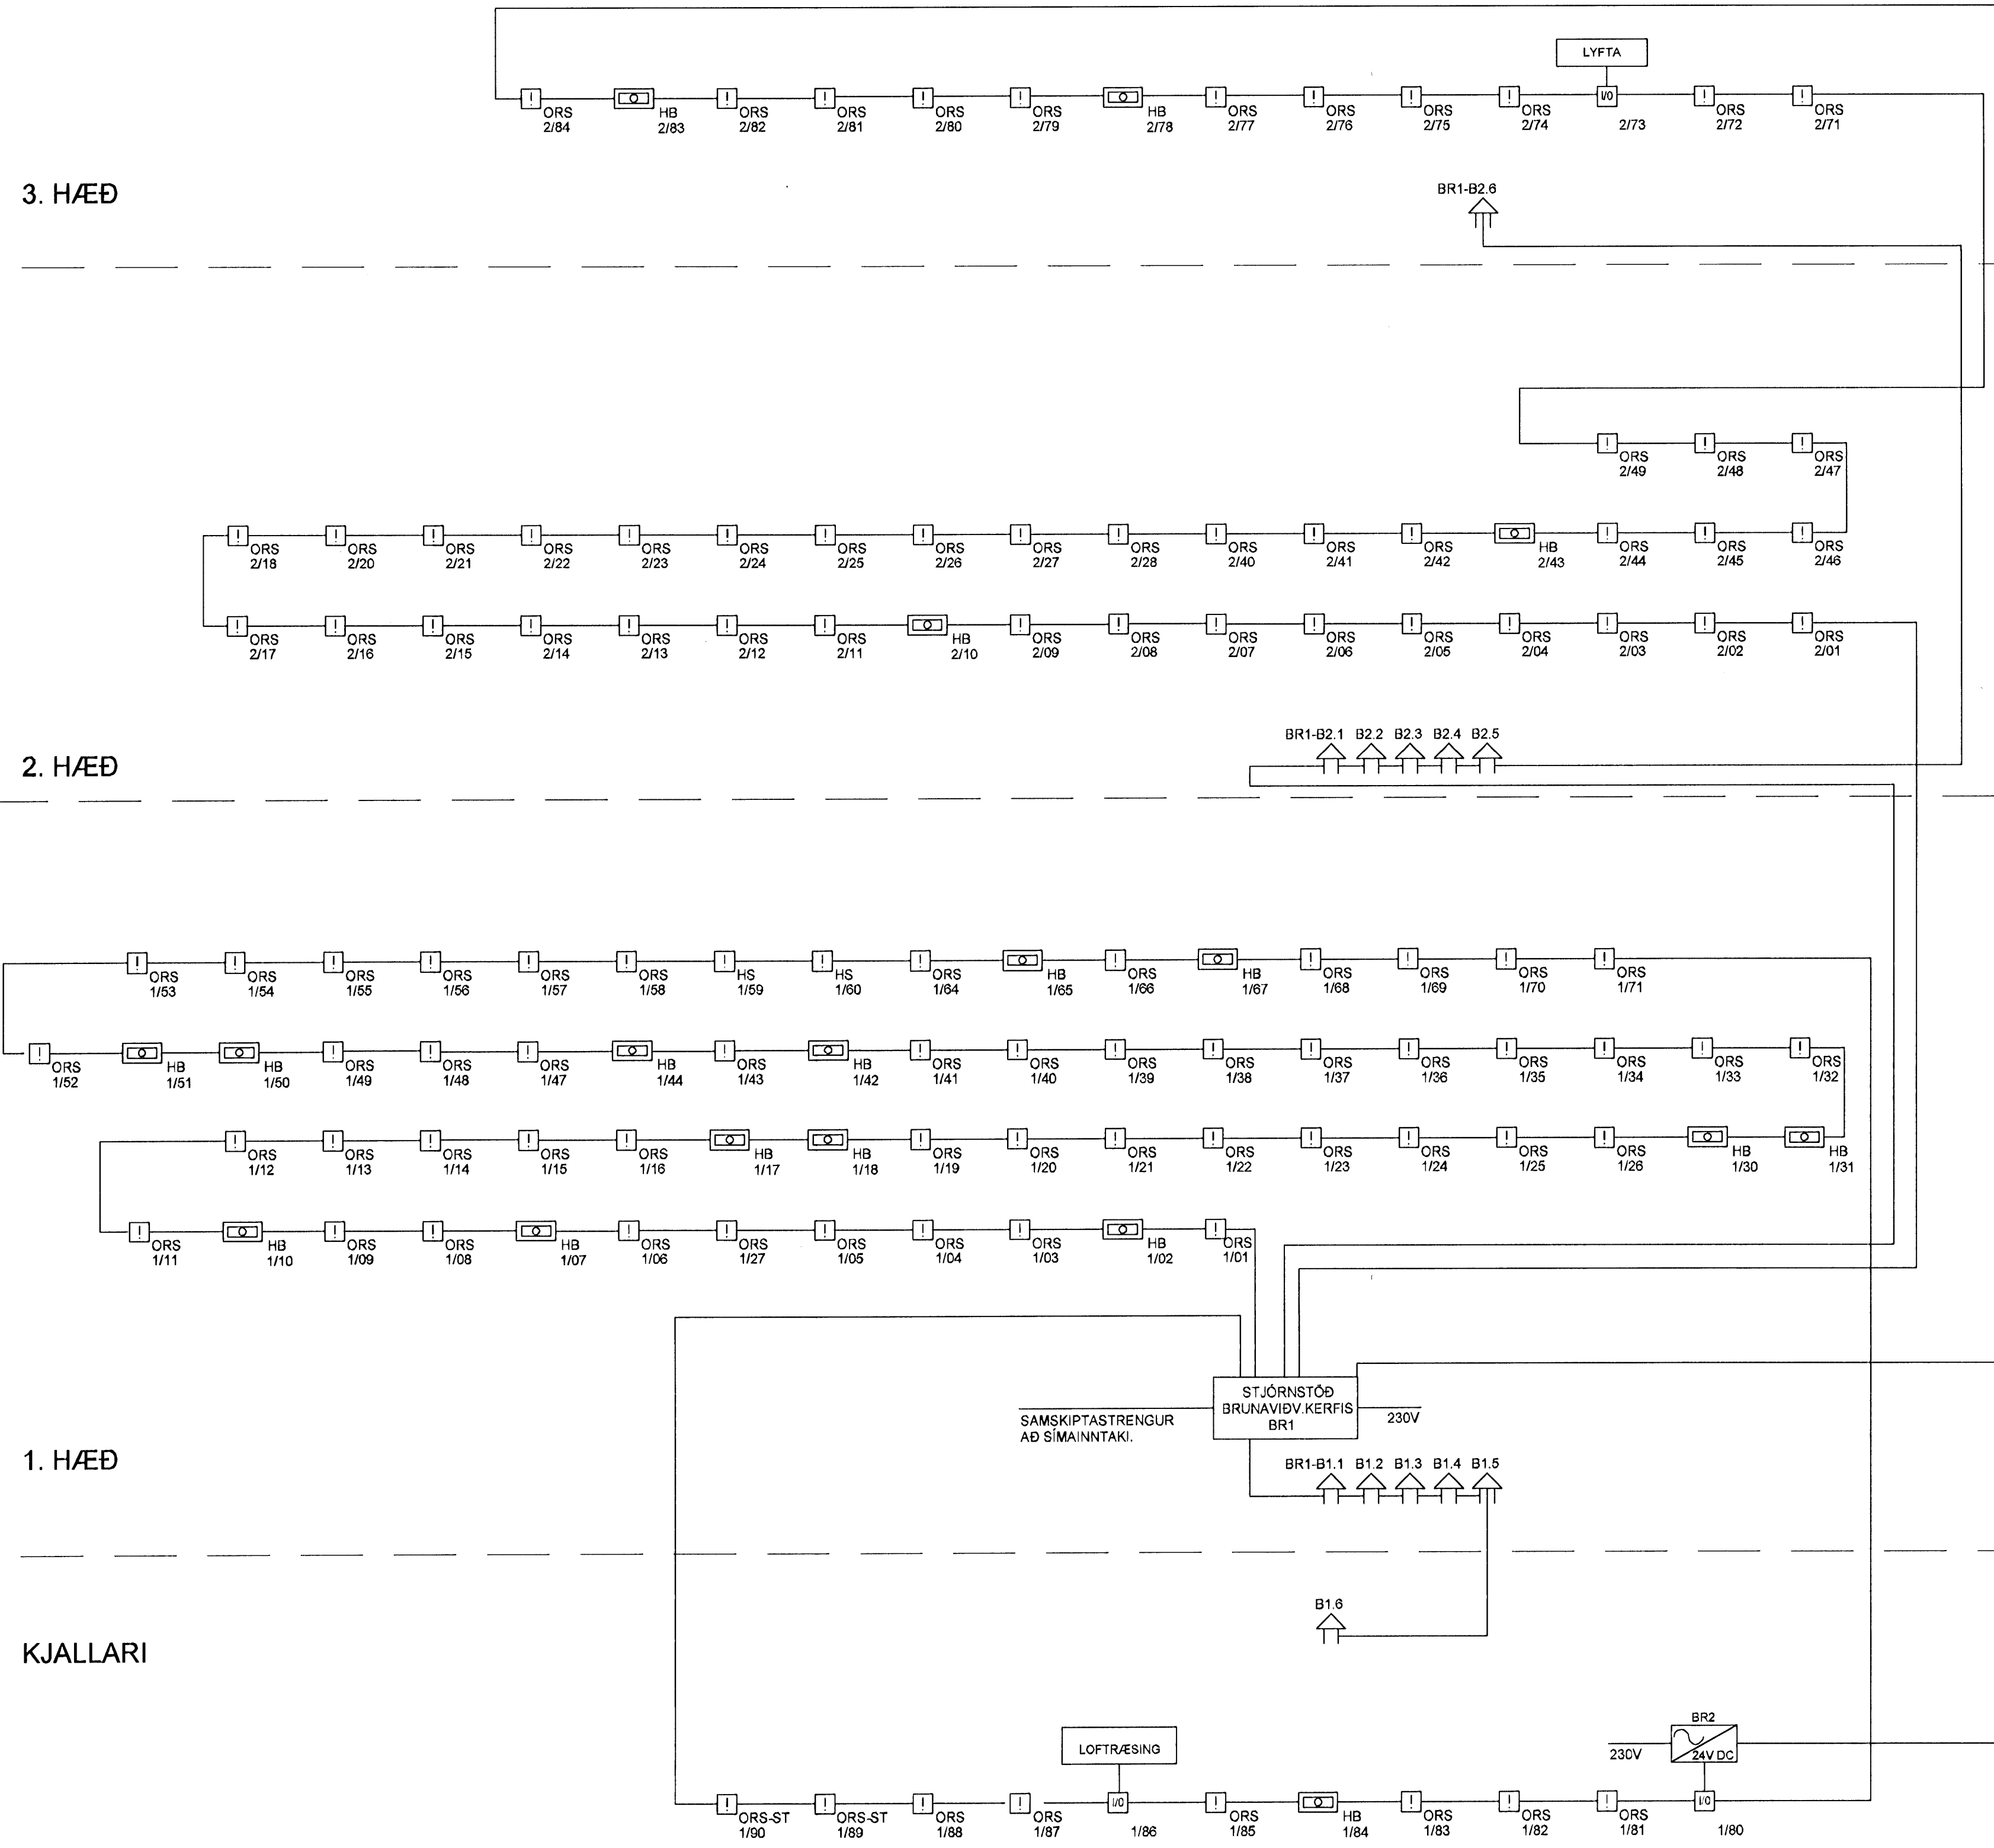 LYFTA
ORS 2/84
HB 2/83
ORS 2/82
ORS 2/81
ORS 2/80
ORS 2/79
HB 2/78
ORS 2/77
ORS 2/76
ORS 2/75
ORS 2/74
I/O 2/73
ORS 2/72
ORS 2/71
3. HÆÐ
BR1-B2.6
ORS 2/49
ORS 2/48
ORS 2/47
ORS 2/18
ORS 2/20
ORS 2/21
ORS 2/22
ORS 2/23
ORS 2/24
ORS 2/25
ORS 2/26
ORS 2/27
ORS 2/28
ORS 2/40
ORS 2/41
ORS 2/42
HB 2/43
ORS 2/44
ORS 2/45
ORS 2/46
ORS 2/17
ORS 2/16
ORS 2/15
ORS 2/14
ORS 2/13
ORS 2/12
ORS 2/11
HB 2/10
ORS 2/09
ORS 2/08
ORS 2/07
ORS 2/06
ORS 2/05
ORS 2/04
ORS 2/03
ORS 2/02
ORS 2/01
BR1-B2.1 B2.2 B2.3 B2.4 B2.5
2. HÆÐ
ORS 1/53
ORS 1/54
ORS 1/55
ORS 1/56
ORS 1/57
ORS 1/58
HS 1/59
HS 1/60
ORS 1/64
HB 1/65
ORS 1/66
HB 1/67
ORS 1/68
ORS 1/69
ORS 1/70
ORS 1/71
ORS 1/52
HB 1/51
HB 1/50
ORS 1/49
ORS 1/48
ORS 1/47
HB 1/44
ORS 1/43
HB 1/42
ORS 1/41
ORS 1/40
ORS 1/39
ORS 1/38
ORS 1/37
ORS 1/36
ORS 1/35
ORS 1/34
ORS 1/33
ORS 1/32
ORS 1/12
ORS 1/13
ORS 1/14
ORS 1/15
ORS 1/16
HB 1/17
HB 1/18
ORS 1/19
ORS 1/20
ORS 1/21
ORS 1/22
ORS 1/23
ORS 1/24
ORS 1/25
ORS 1/26
HB 1/30
HB 1/31
ORS 1/11
HB 1/10
ORS 1/09
ORS 1/08
HB 1/07
ORS 1/06
ORS 1/27
ORS 1/05
ORS 1/04
ORS 1/03
HB 1/02
ORS 1/01
STJÓRNSTÖÐ
BRUNAVIÐV.KERFIS
BR1
230V
SAMSKIPTASTRENGUR
AÐ SÍMAINNTAKI.
1. HÆÐ
BR1-B1.1 B1.2 B1.3 B1.4 B1.5
B1.6
KJALLARI
BR2
230V
24V DC
LOFTRÆSING
ORS-ST 1/90
ORS-ST 1/89
ORS 1/88
ORS 1/87
I/O 1/86
ORS 1/85
HB 1/84
ORS 1/83
ORS 1/82
ORS 1/81
I/O 1/80